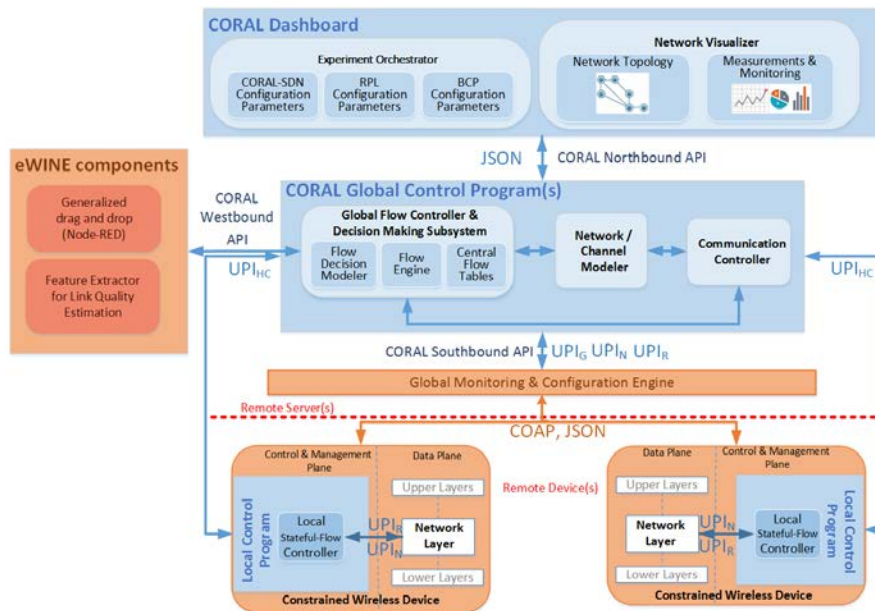 CORAL Dashboard
Experiment Orchestrator
CORAL-SDN
Configuration
Parameters
RPL
Configuration
Parameters
BCP
Configuration
Parameters
Network Visualizer
Network Topology
Measurements &
Monitoring
JSON
CORAL Northbound API
eWINE components
Generalized
drag and drop
(Node-RED)
Feature Extractor
for Link Quality
Estimation
CORAL
Westbound
API
UPIHC
CORAL Global Control Program(s)
Global Flow Controller &
Decision Making Subsystem
Flow
Decision
Modeler
Flow
Engine
Central
Flow
Tables
Network /
Channel
Modeler
Communication
Controller
UPIHC
CORAL Southbound API
UPIG UPIN UPIR
Global Monitoring & Configuration Engine
Remote Server(s)
COAP, JSON
Remote Device(s)
Control & Management
Plane
Data Plane
Upper Layers
Local Control
Program
Local
Stateful-Flow
Controller
UPIR
UPIN
Network
Layer
Lower Layers
Constrained Wireless Device
Data Plane
Control & Management
Plane
Upper Layers
Network
Layer
UPIN
UPIR
Local
Stateful-Flow
Controller
Local Control
Program
Lower Layers
Constrained Wireless Device